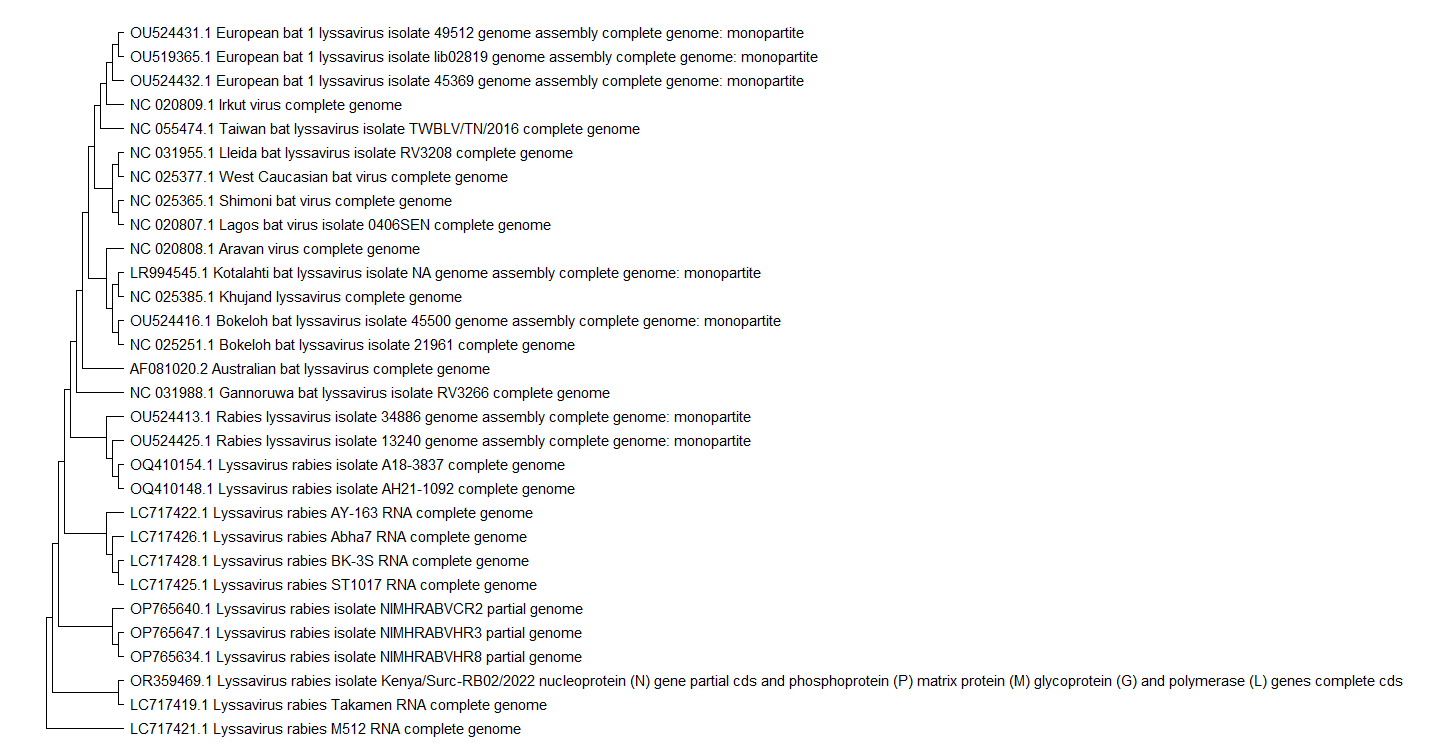 OU524431.1 European bat 1 lyssavirus isolate 49512 genome assembly complete genome: monopartite
OU519365.1 European bat 1 lyssavirus isolate lib02819 genome assembly complete genome: monopartite
OU524432.1 European bat 1 lyssavirus isolate 45369 genome assembly complete genome: monopartite
NC 020809.1 Irkut virus complete genome
NC 055474.1 Taiwan bat lyssavirus isolate TWBLV/TN/2016 complete genome
NC 031955.1 Lleida bat lyssavirus isolate RV3208 complete genome
NC 025377.1 West Caucasian bat virus complete genome
NC 025365.1 Shimoni bat virus complete genome
NC 020807.1 Lagos bat virus isolate 0406SEN complete genome
NC 020808.1 Aravan virus complete genome
LR994545.1 Kotalahti bat lyssavirus isolate NA genome assembly complete genome: monopartite
NC 025385.1 Khujand lyssavirus complete genome
OU524416.1 Bokeloh bat lyssavirus isolate 45500 genome assembly complete genome: monopartite
NC 025251.1 Bokeloh bat lyssavirus isolate 21961 complete genome
AF081020.2 Australian bat lyssavirus complete genome
NC 031988.1 Gannoruwa bat lyssavirus isolate RV3266 complete genome
OU524413.1 Rabies lyssavirus isolate 34886 genome assembly complete genome: monopartite
OU524425.1 Rabies lyssavirus isolate 13240 genome assembly complete genome: monopartite
OQ410154.1 Lyssavirus rabies isolate A18-3837 complete genome
OQ410148.1 Lyssavirus rabies isolate AH21-1092 complete genome
LC717422.1 Lyssavirus rabies AY-163 RNA complete genome
LC717426.1 Lyssavirus rabies Abha7 RNA complete genome
LC717428.1 Lyssavirus rabies BK-3S RNA complete genome
LC717425.1 Lyssavirus rabies ST1017 RNA complete genome
OP765640.1 Lyssavirus rabies isolate NIMHRABVCR2 partial genome
OP765647.1 Lyssavirus rabies isolate NIMHRABVHR3 partial genome
OP765634.1 Lyssavirus rabies isolate NIMHRABVHR8 partial genome
OR359469.1 Lyssavirus rabies isolate Kenya/Surc-RB02/2022 nucleoprotein (N) gene partial cds and phosphoprotein (P) matrix protein (M) glycoprotein (G) and polymerase (L) genes complete cds
LC717419.1 Lyssavirus rabies Takamen RNA complete genome
LC717421.1 Lyssavirus rabies M512 RNA complete genome